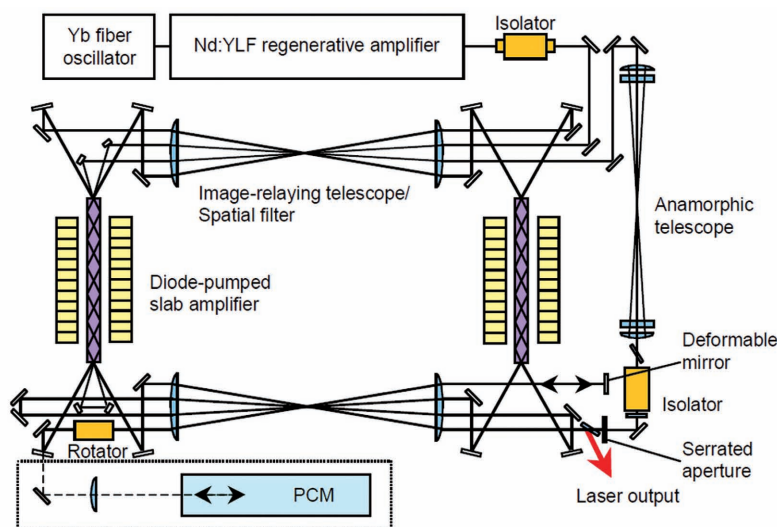 Isolator
Yb fiber
oscillator
Nd:YLF regenerative amplifier
Image-relaying telescope/
Spatial filter
Anamorphic
telescope
Diode-pumped
slab amplifier
Deformable
mirror
Isolator
Rotator
Serrated
aperture
PCM
Laser output